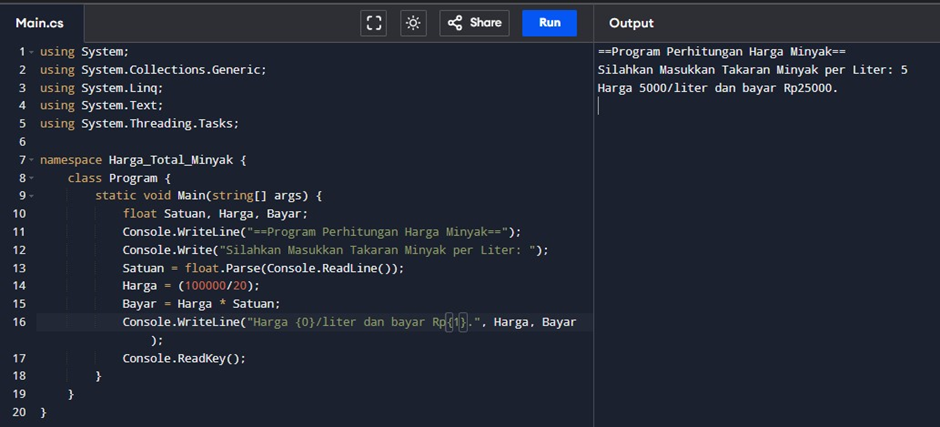 Main.cs Share Run Output
1 using System;
2 using System.Collections.Generic;
3 using System.Linq;
4 using System.Text;
5 using System.Threading.Tasks;
6
7 namespace Harga_Total_Minyak {
8 class Program {
9 static void Main(string[] args) {
10 float Satuan, Harga, Bayar;
11 Console.WriteLine("==Program Perhitungan Harga Minyak==");
12 Console.Write("Silahkan Masukkan Takaran Minyak per Liter: ");
13 Satuan = float.Parse(Console.ReadLine());
14 Harga = (100000/20);
15 Bayar = Harga * Satuan;
16 Console.WriteLine("Harga {0}/liter dan bayar Rp{1}.", Harga, Bayar
);
17 Console.ReadKey();
18 }
19 }
20 }
==Program Perhitungan Harga Minyak==
Silahkan Masukkan Takaran Minyak per Liter: 5
Harga 5000/liter dan bayar Rp25000.